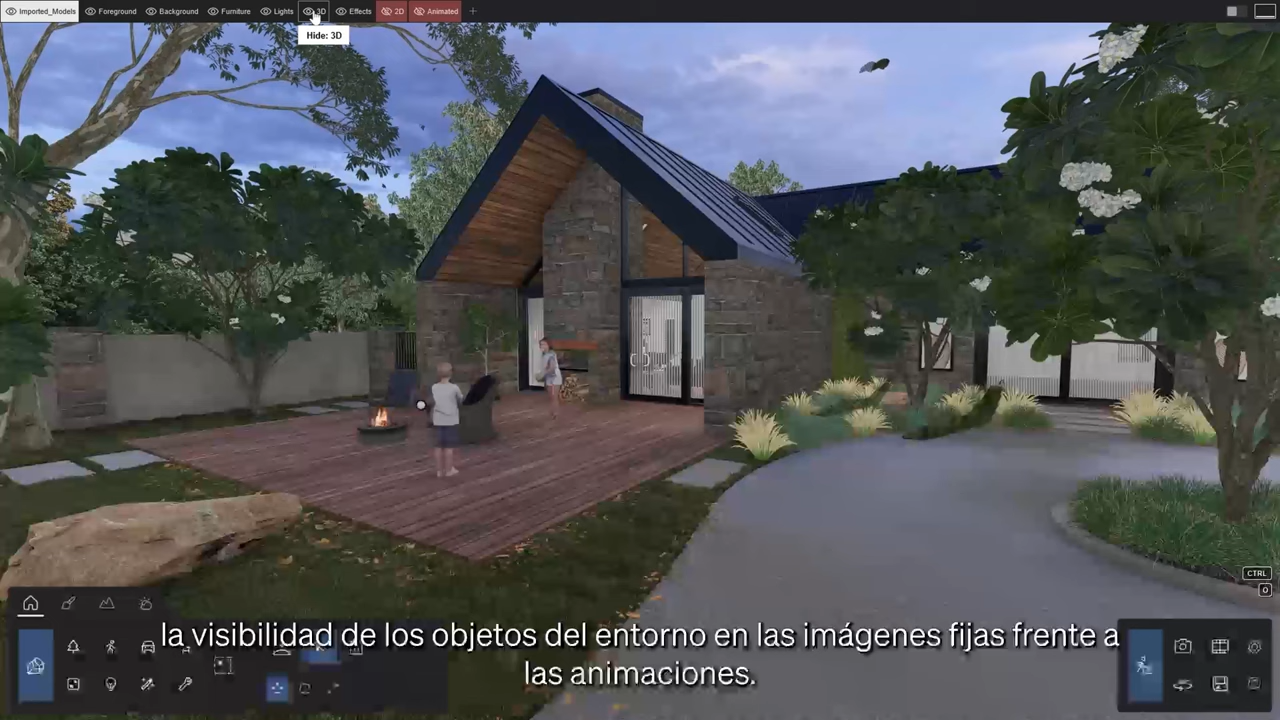 Imported_Models Foreground Background Furniture Lights 3D Effects 2D Animated +
Hide: 3D
CTRL
O
la visibilidad de los objetos del entorno en las imágenes fijas frente a
las animaciones.